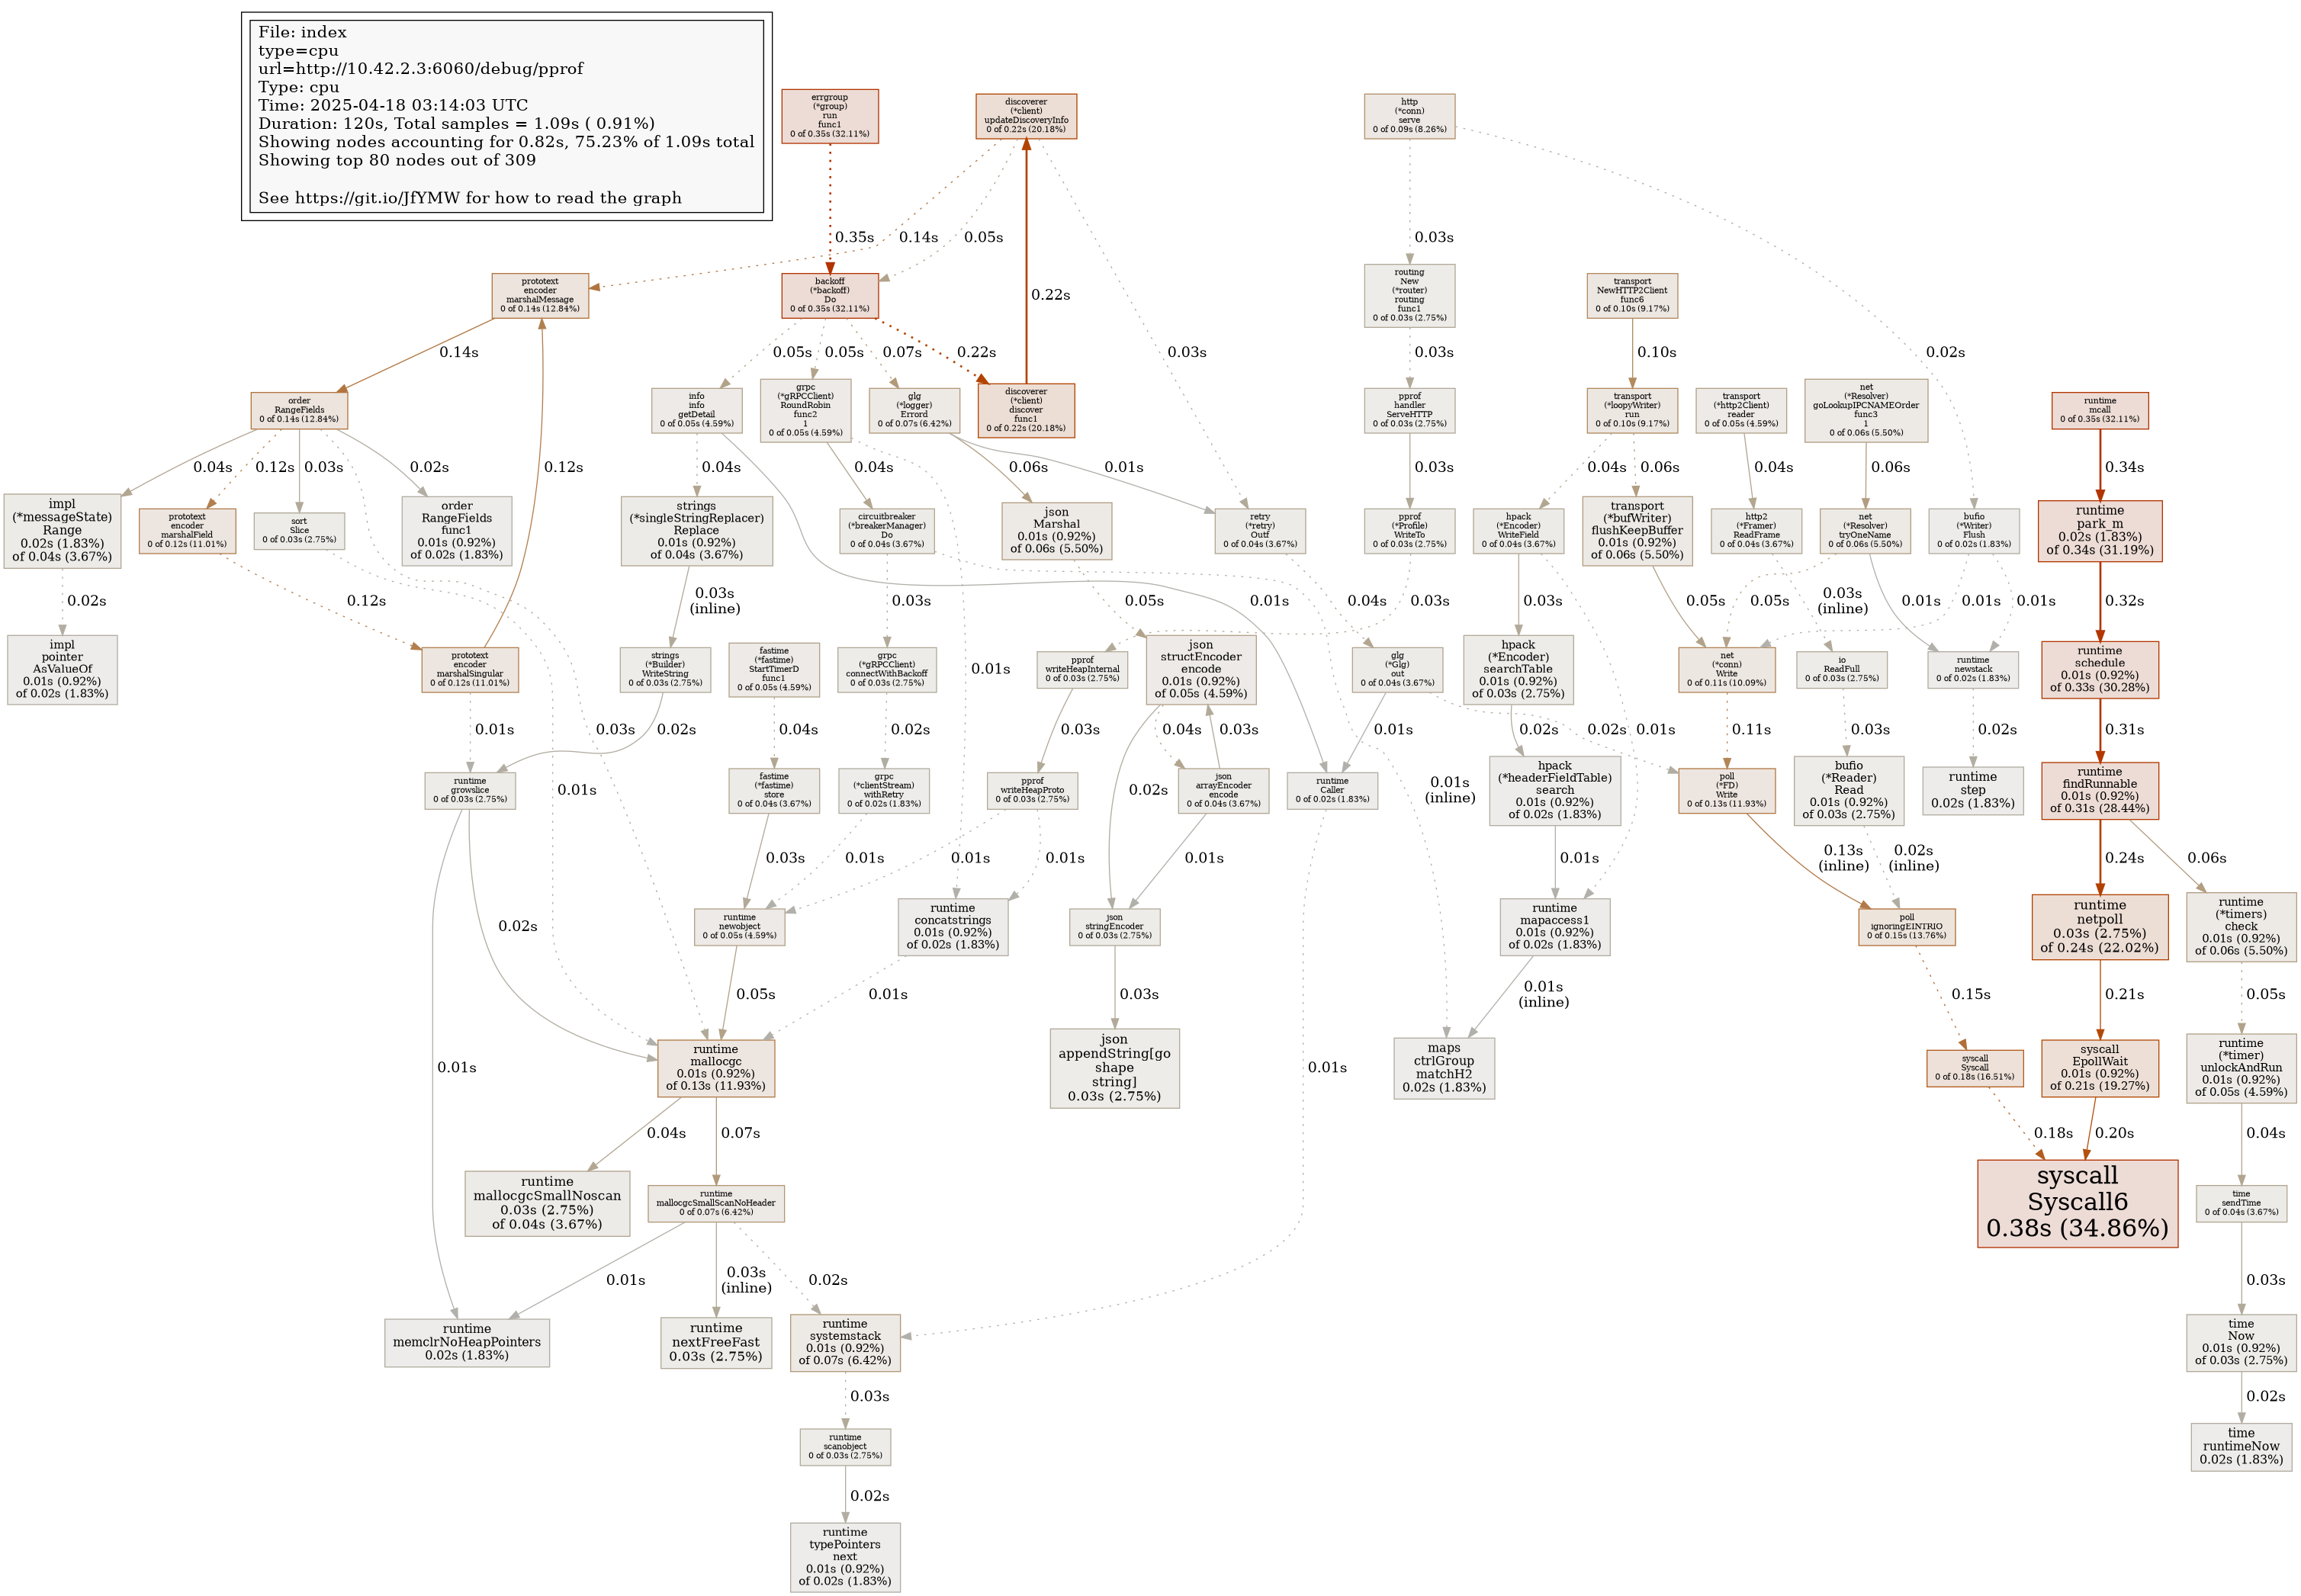 File: index
type=cpu
url=http://10.42.2.3:6060/debug/pprof
Type: cpu
Time: 2025-04-18 03:14:03 UTC
Duration: 120s, Total samples = 1.09s ( 0.91%)
Showing nodes accounting for 0.82s, 75.23% of 1.09s total
Showing top 80 nodes out of 309
See https://git.io/JfYMW for how to read the graph
errgroup
(*group)
run
func1
0 of 0.35s (32.11%)
discoverer
(*client)
updateDiscoveryInfo
0 of 0.22s (20.18%)
http
(*conn)
serve
0 of 0.09s (8.26%)
0.35s
0.14s
0.05s
0.22s
0.03s
0.03s
0.02s
prototext
encoder
marshalMessage
0 of 0.14s (12.84%)
backoff
(*backoff)
Do
0 of 0.35s (32.11%)
routing
New
(*router)
routing
func1
0 of 0.03s (2.75%)
transport
NewHTTP2Client
func6
0 of 0.10s (9.17%)
0.14s
0.12s
0.05s
0.05s
0.07s
0.22s
0.03s
0.10s
order
RangeFields
0 of 0.14s (12.84%)
info
info
getDetail
0 of 0.05s (4.59%)
grpc
(*gRPCClient)
RoundRobin
func2
1
0 of 0.05s (4.59%)
glg
(*logger)
Errord
0 of 0.07s (6.42%)
discoverer
(*client)
discover
func1
0 of 0.22s (20.18%)
pprof
handler
ServeHTTP
0 of 0.03s (2.75%)
transport
(*loopyWriter)
run
0 of 0.10s (9.17%)
transport
(*http2Client)
reader
0 of 0.05s (4.59%)
net
(*Resolver)
goLookupIPCNAMEOrder
func3
1
0 of 0.06s (5.50%)
runtime
mcall
0 of 0.35s (32.11%)
0.04s
0.12s
0.03s
0.02s
0.04s
0.04s
0.06s
0.01s
0.03s
0.04s
0.06s
0.04s
0.06s
0.34s
impl
(*messageState)
Range
0.02s (1.83%)
of 0.04s (3.67%)
prototext
encoder
marshalField
0 of 0.12s (11.01%)
sort
Slice
0 of 0.03s (2.75%)
order
RangeFields
func1
0.01s (0.92%)
of 0.02s (1.83%)
strings
(*singleStringReplacer)
Replace
0.01s (0.92%)
of 0.04s (3.67%)
circuitbreaker
(*breakerManager)
Do
0 of 0.04s (3.67%)
json
Marshal
0.01s (0.92%)
of 0.06s (5.50%)
retry
(*retry)
Outf
0 of 0.04s (3.67%)
pprof
(*Profile)
WriteTo
0 of 0.03s (2.75%)
hpack
(*Encoder)
WriteField
0 of 0.04s (3.67%)
transport
(*bufWriter)
flushKeepBuffer
0.01s (0.92%)
of 0.06s (5.50%)
http2
(*Framer)
ReadFrame
0 of 0.04s (3.67%)
net
(*Resolver)
tryOneName
0 of 0.06s (5.50%)
bufio
(*Writer)
Flush
0 of 0.02s (1.83%)
runtime
park_m
0.02s (1.83%)
of 0.34s (31.19%)
0.02s
0.12s
0.03s
(inline)
0.03s
0.01s
0.05s
0.01s
0.04s
0.03s
0.03s
0.05s
0.05s
0.03s
(inline)
0.01s
0.01s
0.01s
0.32s
impl
pointer
AsValueOf
0.01s (0.92%)
of 0.02s (1.83%)
prototext
encoder
marshalSingular
0 of 0.12s (11.01%)
strings
(*Builder)
WriteString
0 of 0.03s (2.75%)
fastime
(*fastime)
StartTimerD
func1
0 of 0.05s (4.59%)
grpc
(*gRPCClient)
connectWithBackoff
0 of 0.03s (2.75%)
pprof
writeHeapInternal
0 of 0.03s (2.75%)
json
structEncoder
encode
0.01s (0.92%)
of 0.05s (4.59%)
glg
(*Glg)
out
0 of 0.04s (3.67%)
hpack
(*Encoder)
searchTable
0.01s (0.92%)
of 0.03s (2.75%)
net
(*conn)
Write
0 of 0.11s (10.09%)
io
ReadFull
0 of 0.03s (2.75%)
runtime
newstack
0 of 0.02s (1.83%)
runtime
schedule
0.01s (0.92%)
of 0.33s (30.28%)
0.01s
0.03s
0.02s
0.01s
0.04s
0.02s
0.03s
0.04s
0.03s
0.01s
0.02s
0.02s
0.01s
0.11s
0.03s
0.02s
0.31s
runtime
growslice
0 of 0.03s (2.75%)
fastime
(*fastime)
store
0 of 0.04s (3.67%)
grpc
(*clientStream)
withRetry
0 of 0.02s (1.83%)
pprof
writeHeapProto
0 of 0.03s (2.75%)
json
arrayEncoder
encode
0 of 0.04s (3.67%)
runtime
Caller
0 of 0.02s (1.83%)
hpack
(*headerFieldTable)
search
0.01s (0.92%)
of 0.02s (1.83%)
poll
(*FD)
Write
0 of 0.13s (11.93%)
bufio
(*Reader)
Read
0.01s (0.92%)
of 0.03s (2.75%)
runtime
step
0.02s (1.83%)
runtime
findRunnable
0.01s (0.92%)
of 0.31s (28.44%)
0.02s
0.01s
(inline)
0.03s
0.01s
0.01s
0.01s
0.01s
0.01s
0.13s
(inline)
0.02s
(inline)
0.24s
0.06s
runtime
newobject
0 of 0.05s (4.59%)
runtime
concatstrings
0.01s (0.92%)
of 0.02s (1.83%)
json
stringEncoder
0 of 0.03s (2.75%)
runtime
mapaccess1
0.01s (0.92%)
of 0.02s (1.83%)
poll
ignoringEINTRIO
0 of 0.15s (13.76%)
runtime
netpoll
0.03s (2.75%)
of 0.24s (22.02%)
runtime
(*timers)
check
0.01s (0.92%)
of 0.06s (5.50%)
0.02s
0.05s
0.01s
0.03s
0.01s
(inline)
0.15s
0.21s
0.05s
runtime
mallocgc
0.01s (0.92%)
of 0.13s (11.93%)
json
appendString[go
shape
string]
0.03s (2.75%)
maps
ctrlGroup
matchH2
0.02s (1.83%)
syscall
Syscall
0 of 0.18s (16.51%)
syscall
EpollWait
0.01s (0.92%)
of 0.21s (19.27%)
runtime
(*timer)
unlockAndRun
0.01s (0.92%)
of 0.05s (4.59%)
0.01s
0.01s
0.04s
0.07s
0.18s
0.20s
0.04s
runtime
mallocgcSmallNoscan
0.03s (2.75%)
of 0.04s (3.67%)
runtime
mallocgcSmallScanNoHeader
0 of 0.07s (6.42%)
syscall
Syscall6
0.38s (34.86%)
time
sendTime
0 of 0.04s (3.67%)
0.01s
0.03s
(inline)
0.02s
0.03s
runtime
memclrNoHeapPointers
0.02s (1.83%)
runtime
nextFreeFast
0.03s (2.75%)
runtime
systemstack
0.01s (0.92%)
of 0.07s (6.42%)
time
Now
0.01s (0.92%)
of 0.03s (2.75%)
0.03s
0.02s
runtime
scanobject
0 of 0.03s (2.75%)
time
runtimeNow
0.02s (1.83%)
0.02s
runtime
typePointers
next
0.01s (0.92%)
of 0.02s (1.83%)